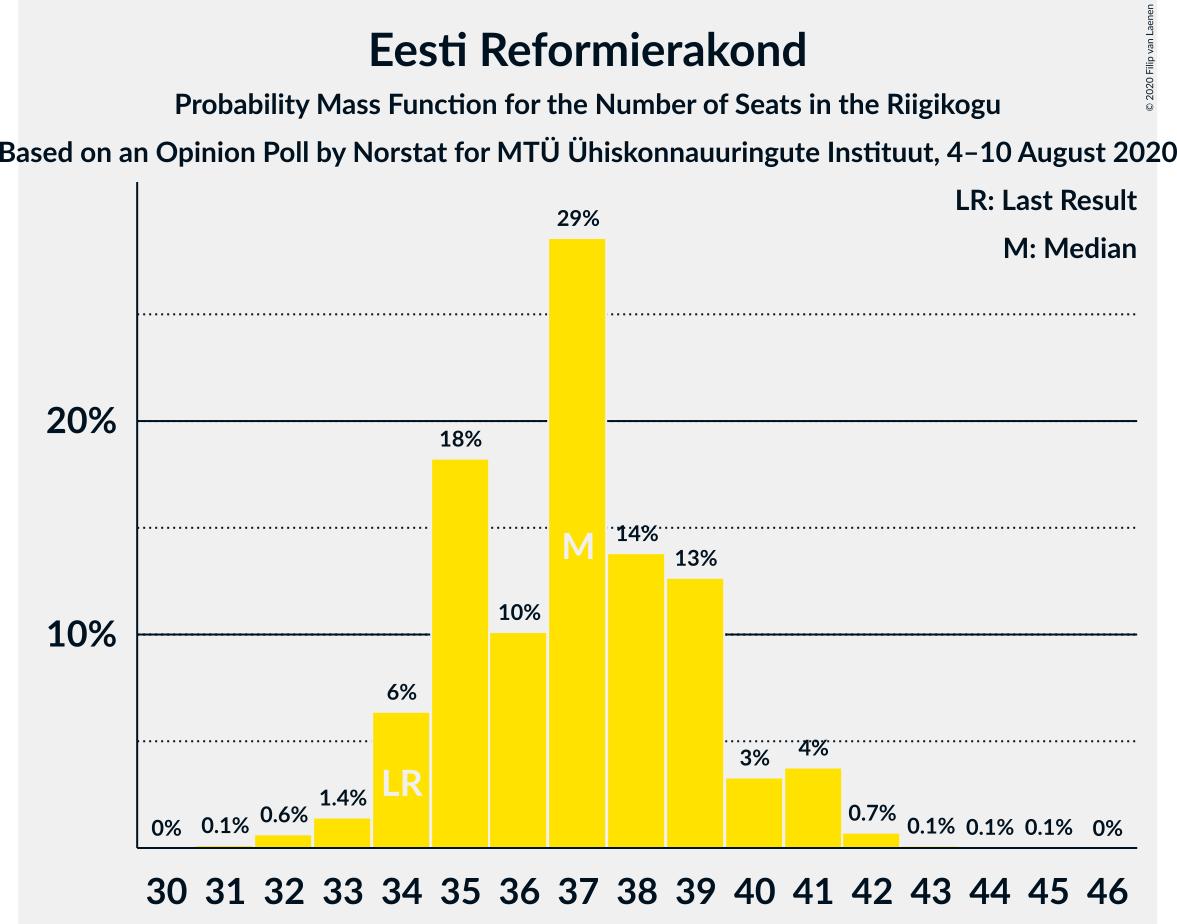 Eesti Reformierakond
Probability Mass Function for the Number of Seats in the Riigikogu
Based on an Opinion Poll by Norstat for MTÜ Ühiskonnauuringute Instituut, 4–10 August 2020
© 2020 Filip van Laenen
LR: Last Result
M: Median
29%
20%
18%
M
14%
13%
10%
10%
6%
4%
3%
LR
1.4%
0.6%
0.7%
0%
0.1%
0.1%
0.1%
0.1%
0%
30 31 32 33 34 35 36 37 38 39 40 41 42 43 44 45 46